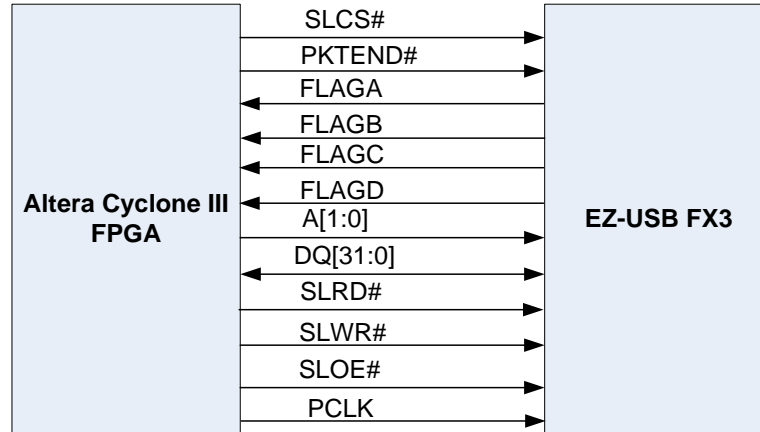 SLCS#
PKTEND#
FLAGA
FLAGB
FLAGC
FLAGD
Altera Cyclone III
FPGA
A[1:0]
EZ-USB FX3
DQ[31:0]
SLRD#
SLWR#
SLOE#
PCLK